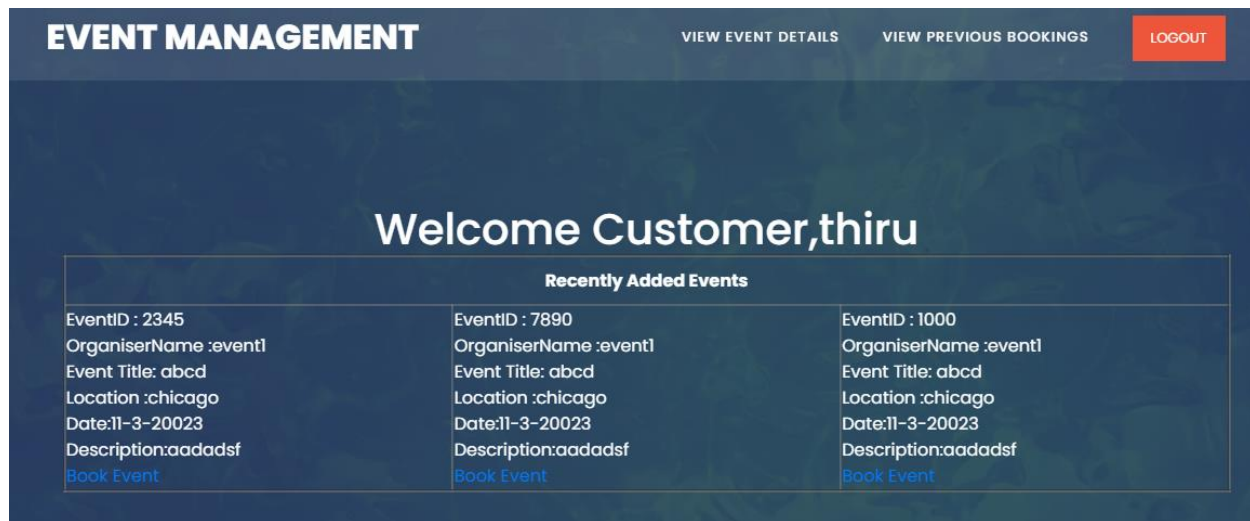 EVENT MANAGEMENT
VIEW EVENT DETAILS
VIEW PREVIOUS BOOKINGS
LOGOUT
Welcome Customer,thiru
Recently Added Events
EventID : 2345
OrganiserName :event1
Event Title: abcd
Location :chicago
Date:11-3-20023
Description:aadadsf
Book Event
EventID : 7890
OrganiserName :event1
Event Title: abcd
Location :chicago
Date:11-3-20023
Description:aadadsf
Book Event
EventID : 1000
OrganiserName :event1
Event Title: abcd
Location :chicago
Date:11-3-20023
Description:aadadsf
Book Event